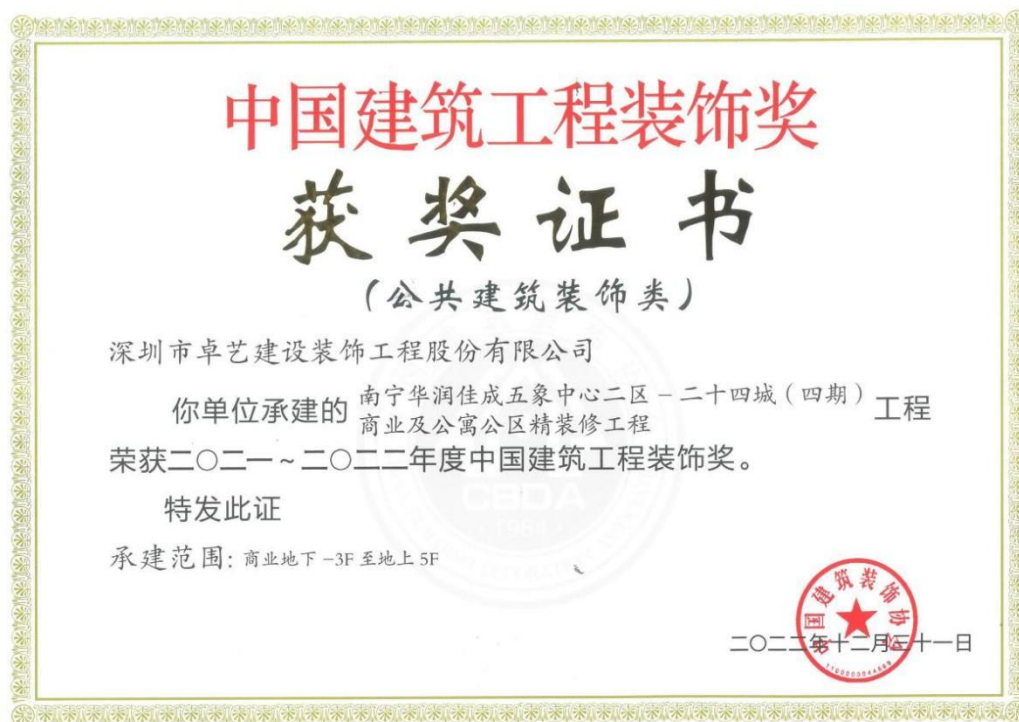 中国建筑工程装饰奖
获奖证书
(公共建筑装饰类)
深圳市卓艺建设装饰工程股份有限公司
你单位承建的 南宁华润佳成五象中心二区－二十四城(四期) 工程
商业及公寓公区精装修工程
荣获二〇二一～二〇二二年度中国建筑工程装饰奖。
特发此证
CBDA
1984
承建范围: 商业地下 -3F 至地上 5F
中国建筑装饰协会
二〇二二年十二月三十一日